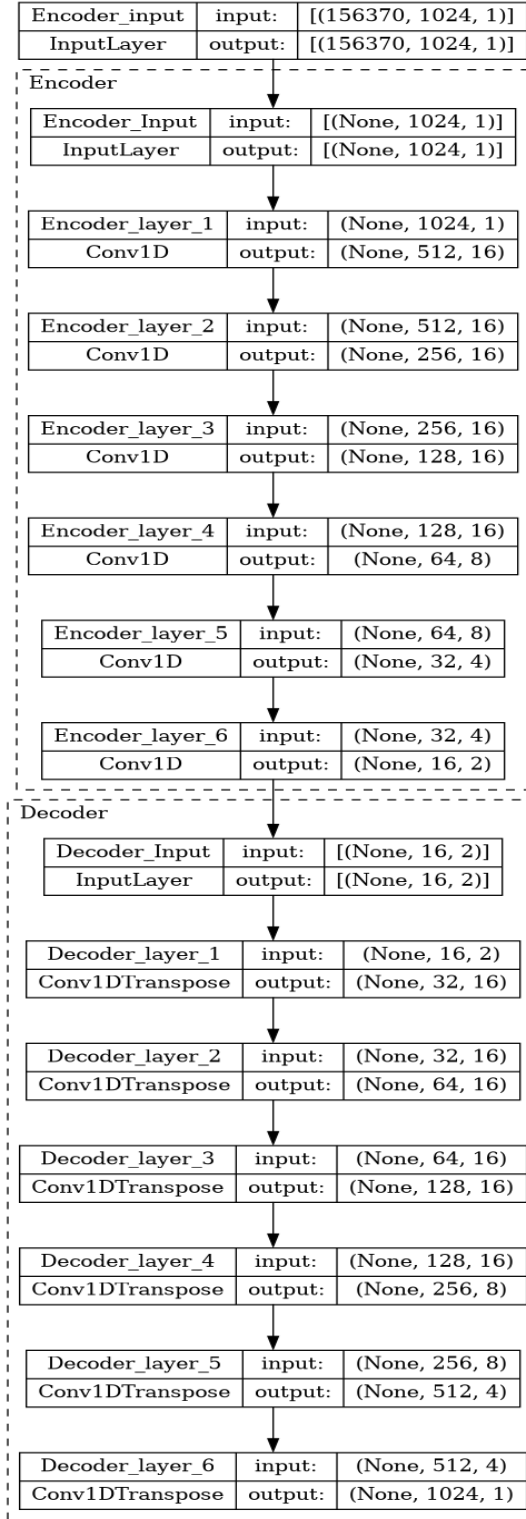 Encoder_input input: [(156370, 1024, 1)]
InputLayer output: [(156370, 1024, 1)]
Encoder
Encoder_Input input: [(None, 1024, 1)]
InputLayer output: [(None, 1024, 1)]
Encoder_layer_1 input: (None, 1024, 1)
Conv1D output: (None, 512, 16)
Encoder_layer_2 input: (None, 512, 16)
Conv1D output: (None, 256, 16)
Encoder_layer_3 input: (None, 256, 16)
Conv1D output: (None, 128, 16)
Encoder_layer_4 input: (None, 128, 16)
Conv1D output: (None, 64, 8)
Encoder_layer_5 input: (None, 64, 8)
Conv1D output: (None, 32, 4)
Encoder_layer_6 input: (None, 32, 4)
Conv1D output: (None, 16, 2)
Decoder
Decoder_Input input: [(None, 16, 2)]
InputLayer output: [(None, 16, 2)]
Decoder_layer_1 input: (None, 16, 2)
Conv1DTranspose output: (None, 32, 16)
Decoder_layer_2 input: (None, 32, 16)
Conv1DTranspose output: (None, 64, 16)
Decoder_layer_3 input: (None, 64, 16)
Conv1DTranspose output: (None, 128, 16)
Decoder_layer_4 input: (None, 128, 16)
Conv1DTranspose output: (None, 256, 8)
Decoder_layer_5 input: (None, 256, 8)
Conv1DTranspose output: (None, 512, 4)
Decoder_layer_6 input: (None, 512, 4)
Conv1DTranspose output: (None, 1024, 1)